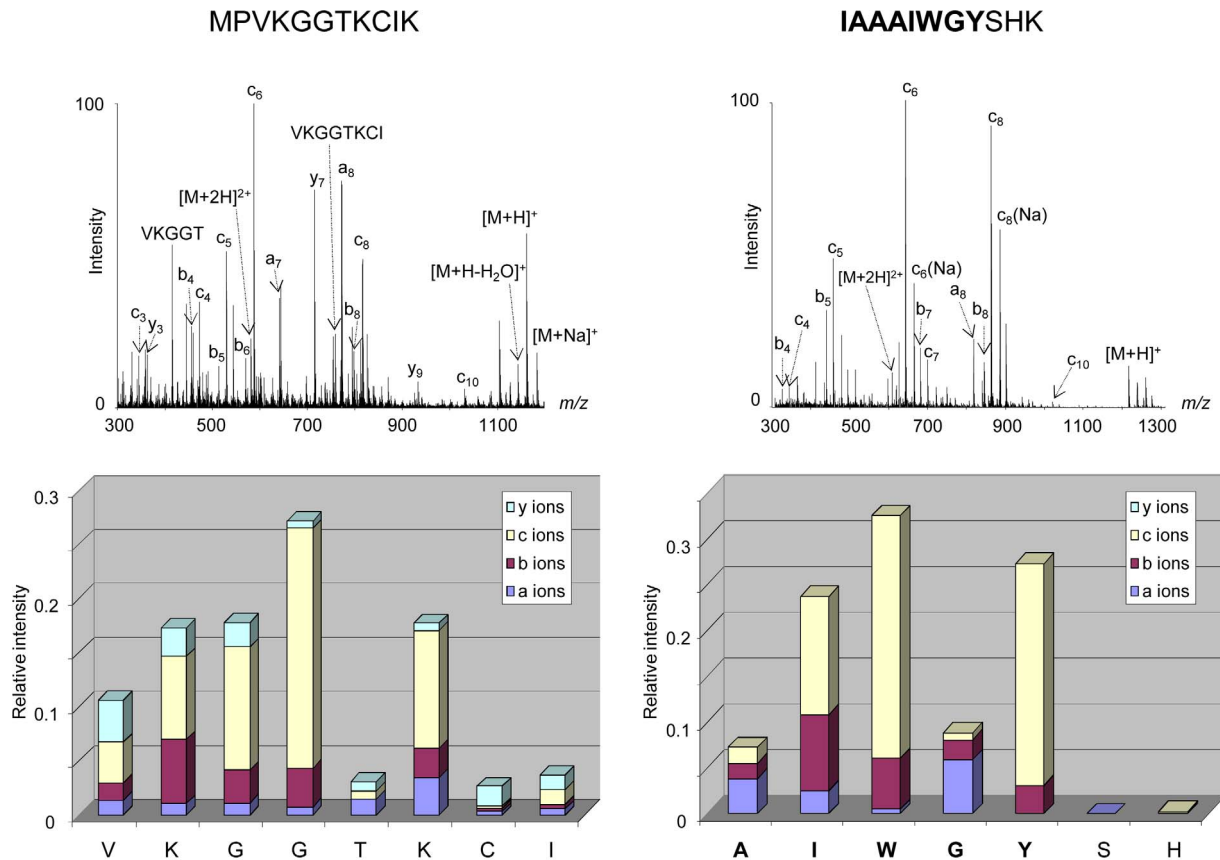 MPVKGGTKCIK
100
0
Intensity
c₆
VKGGTKCI
y₇
a₈
[M+2H]²⁺
[M+H]⁺
VKGGT
c₅
c₈
a₇
[M+H-H₂O]⁺
b₄
c₄
c₃
y₃
b₈
[M+Na]⁺
b₅
b₆
y₉
c₁₀
300
500
700
900
1100
m/z
IAAAIWGYSHK
100
0
Intensity
c₆
c₈
c₈(Na)
c₅
[M+2H]²⁺
c₆(Na)
b₅
a₈
b₇
b₈
c₄
b₄
c₇
c₁₀
[M+H]⁺
300
500
700
900
1100
1300
m/z
0.3
0.2
0.1
0
Relative intensity
y ions
c ions
b ions
a ions
V K G G T K C I
0.3
0.2
0.1
0
Relative intensity
y ions
c ions
b ions
a ions
A I W G Y S H